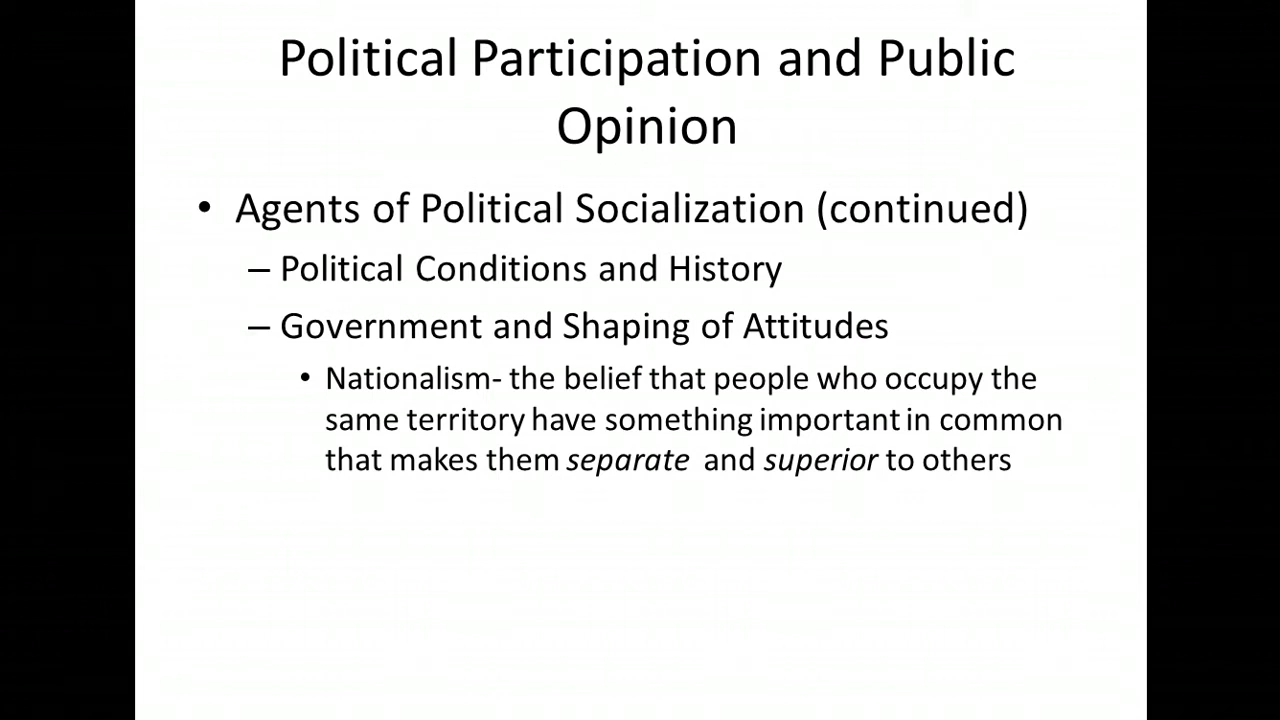 Political Participation and Public
Opinion
• Agents of Political Socialization (continued)
– Political Conditions and History
– Government and Shaping of Attitudes
• Nationalism- the belief that people who occupy the
same territory have something important in common
that makes them separate and superior to others